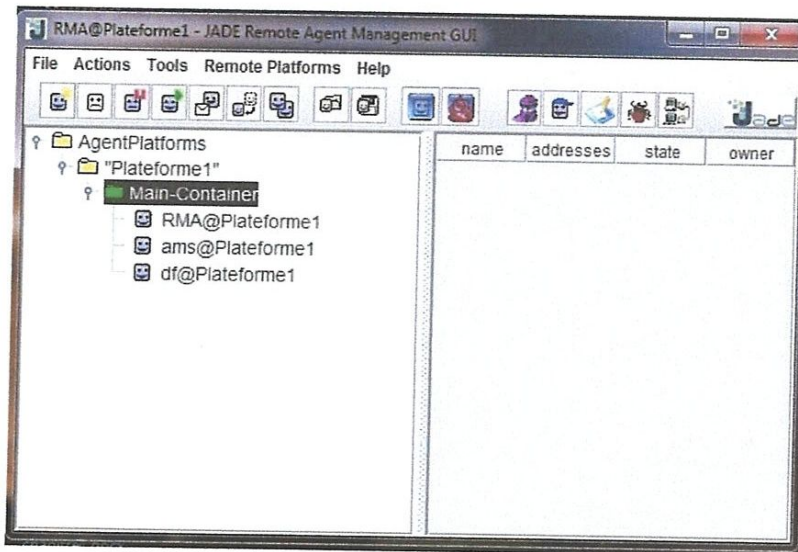 RMA@Plateforme1 - JADE Remote Agent Management GUI
File Actions Tools Remote Platforms Help
Jade
AgentPlatforms
"Plateforme1"
Main-Container
RMA@Plateforme1
ams@Plateforme1
df@Plateforme1
name addresses state owner